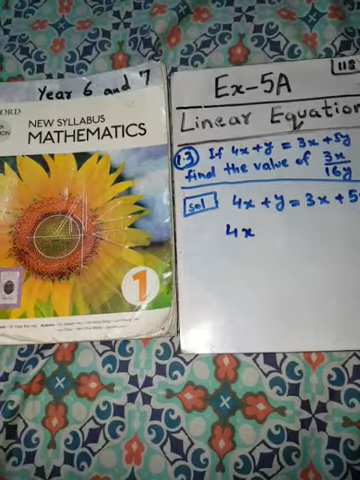 Year 6 and 7
ORD
NEW SYLLABUS
MATHEMATICS
1
118
Ex-5A
Linear Equation
13 If 4x+y = 3x+5y
find the value of 3x/16y
sol 4x+y=3x+5
4x